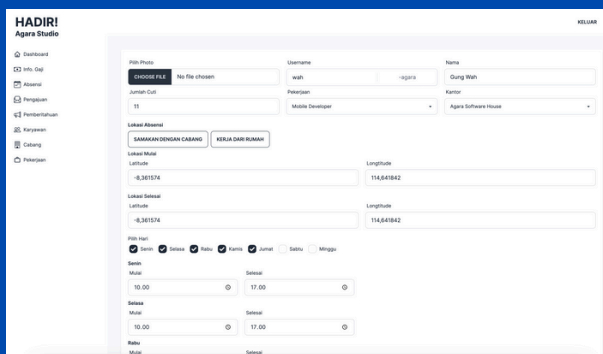 HADIR!
Agara Studio
KELUAR
Dashboard
Info. Gaji
Absensi
Pengajuan
Pemberitahuan
Karyawan
Cabang
Pekerjaan
Pilih Photo
Username
Nama
CHOOSE FILE No file chosen
wah -agara
Gung Wah
Jumlah Cuti
Pekerjaan
Kantor
11
Mobile Developer
Agara Software House
Lokasi Absensi
SAMAKAN DENGAN CABANG KERJA DARI RUMAH
Lokasi Mulai
Latitude Longtitude
-8,361574 114,641842
Lokasi Selesai
Latitude Longtitude
-8,361574 114,641842
Pilih Hari
Senin Selasa Rabu Kamis Jumat Sabtu Minggu
Senin
Mulai Selesai
10.00 17.00
Selasa
Mulai Selesai
10.00 17.00
Rabu
Mulai Selesai